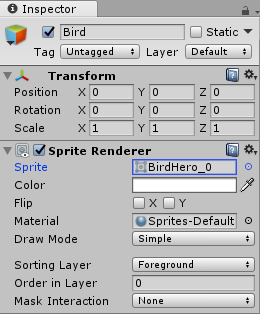 Inspector
Bird Static
Tag Untagged Layer Default
Transform
Position X 0 Y 0 Z 0
Rotation X 0 Y 0 Z 0
Scale X 1 Y 1 Z 1
Sprite Renderer
Sprite BirdHero_0
Color
Flip X Y
Material Sprites-Default
Draw Mode Simple
Sorting Layer Foreground
Order in Layer 0
Mask Interaction None